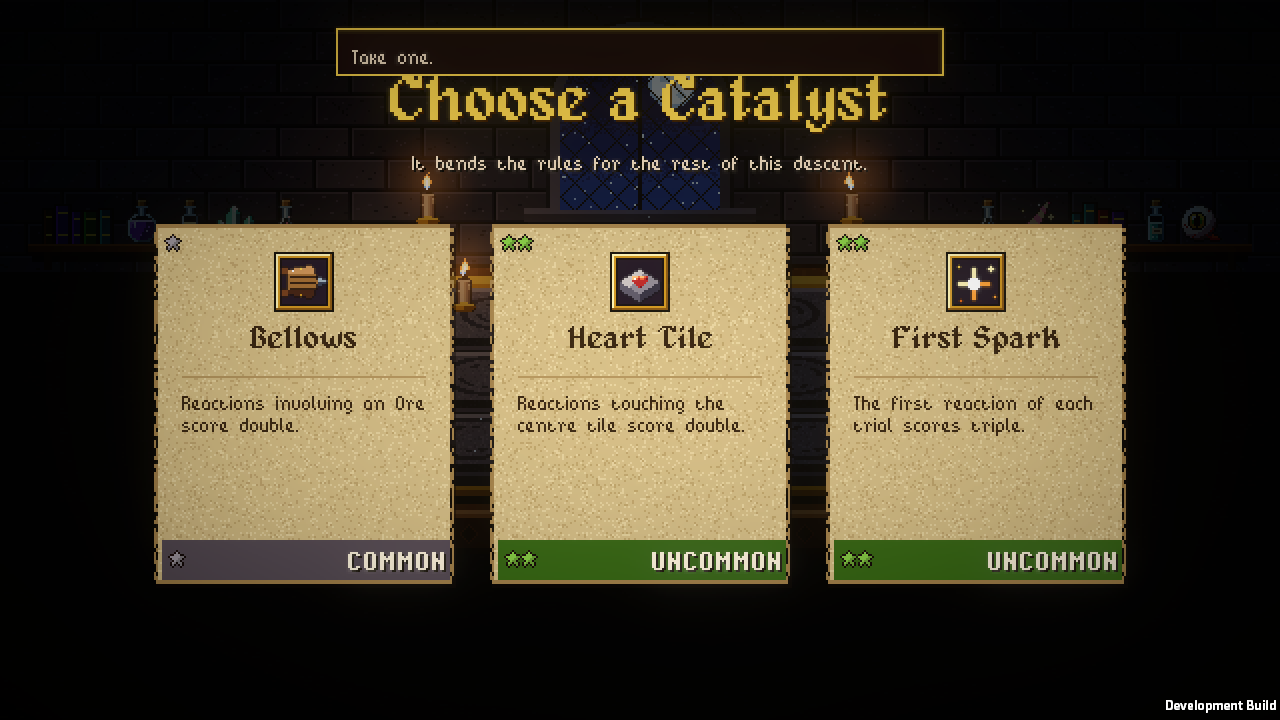 Take one.
Choose a Catalyst
It bends the rules for the rest of this descent.
Bellows
Reactions involving an Ore
score double.
COMMON
Heart Tile
Reactions touching the
centre tile score double.
UNCOMMON
First Spark
The first reaction of each
trial scores triple.
UNCOMMON
Development Build